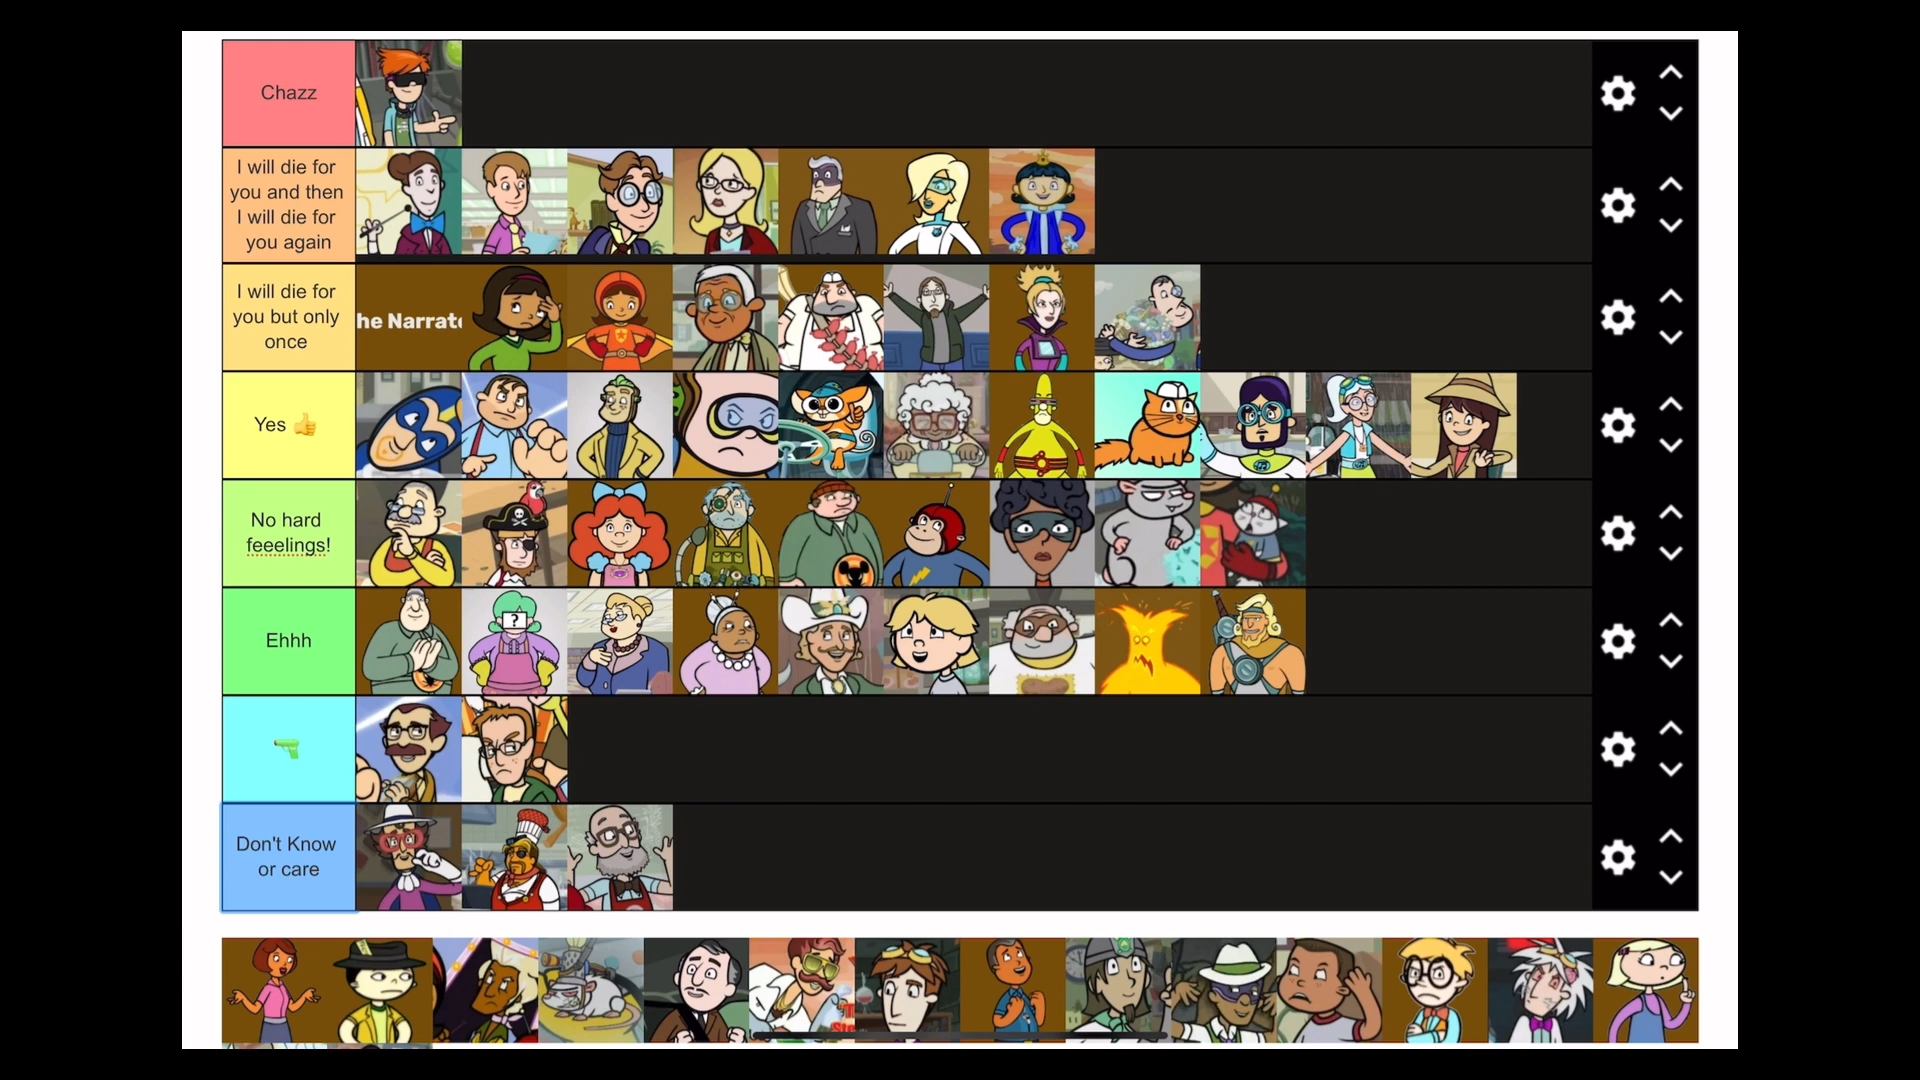 Chazz
I will die for
you and then
I will die for
you again
I will die for
you but only
once
he Narrat
Yes 👍
No hard
feeelings!
?
Ehhh
🔫
Don't Know
or care